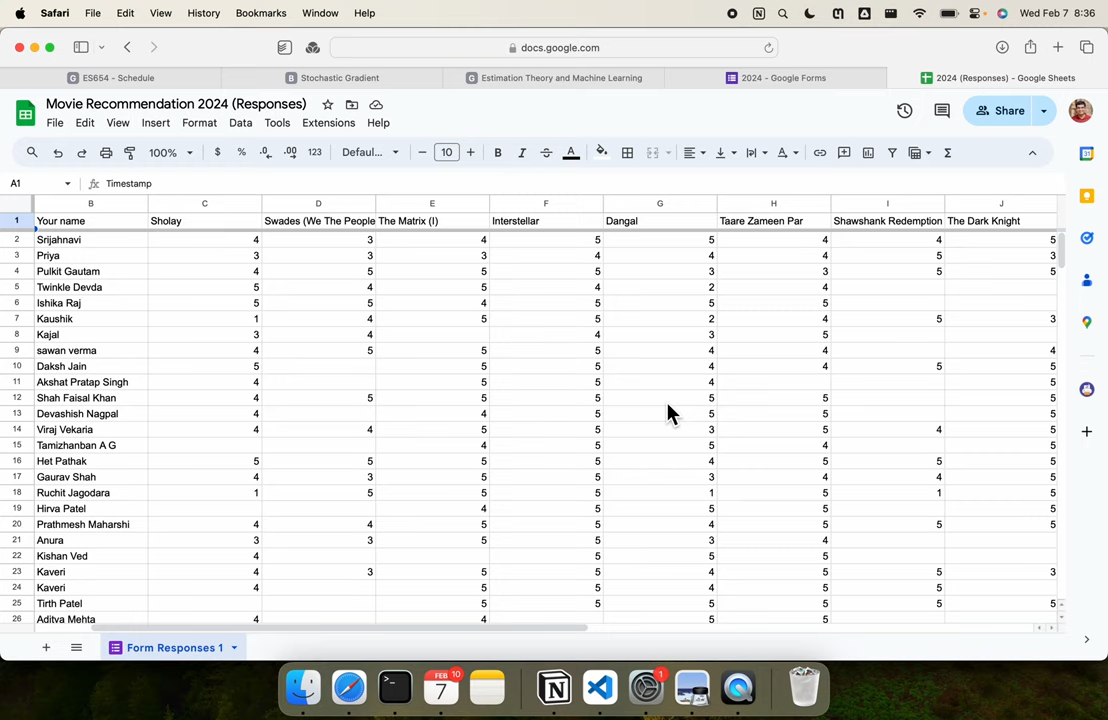 Safari File Edit View History Bookmarks Window Help Wed Feb 7 8:36
docs.google.com
ES654 - Schedule Stochastic Gradient Estimation Theory and Machine Learning 2024 - Google Forms 2024 (Responses) - Google Sheets
Movie Recommendation 2024 (Responses)
File Edit View Insert Format Data Tools Extensions Help
Share
100% $ % .0 .00 123 Defaul... 10 B I A
A1 fx Timestamp
B C D E F G H I J
1 Your name Sholay Swades (We The People The Matrix (I) Interstellar Dangal Taare Zameen Par Shawshank Redemption The Dark Knight
2 Srijahnavi 4 3 4 5 5 4 4 5
3 Priya 3 3 3 4 4 4 5 3
4 Pulkit Gautam 4 5 5 5 3 3 5 5
5 Twinkle Devda 5 4 5 4 2 4
6 Ishika Raj 5 5 4 5 5 5
7 Kaushik 1 4 5 5 2 4 5 3
8 Kajal 3 4 4 3 5
9 sawan verma 4 5 5 5 4 4 4
10 Daksh Jain 5 5 5 4 4 5 5
11 Akshat Pratap Singh 4 5 5 4 5
12 Shah Faisal Khan 4 5 5 5 5 5 5
13 Devashish Nagpal 4 4 5 5 5 5
14 Viraj Vekaria 4 4 5 5 3 5 4 5
15 Tamizhanban A G 4 5 5 4 5
16 Het Pathak 5 5 5 5 4 5 5 5
17 Gaurav Shah 4 3 5 5 3 4 4 5
18 Ruchit Jagodara 1 5 5 5 1 5 1 5
19 Hirva Patel 4 5 5 5 5
20 Prathmesh Maharshi 4 4 5 5 4 5 5 5
21 Anura 3 3 5 5 3 4
22 Kishan Ved 4 5 5 5
23 Kaveri 4 3 5 5 4 5 5 3
24 Kaveri 4 5 5 4 5 5
25 Tirth Patel 5 5 5 5 5 5
26 Aditya Mehta 4 4 5 5
Form Responses 1
FEB 10
7
1